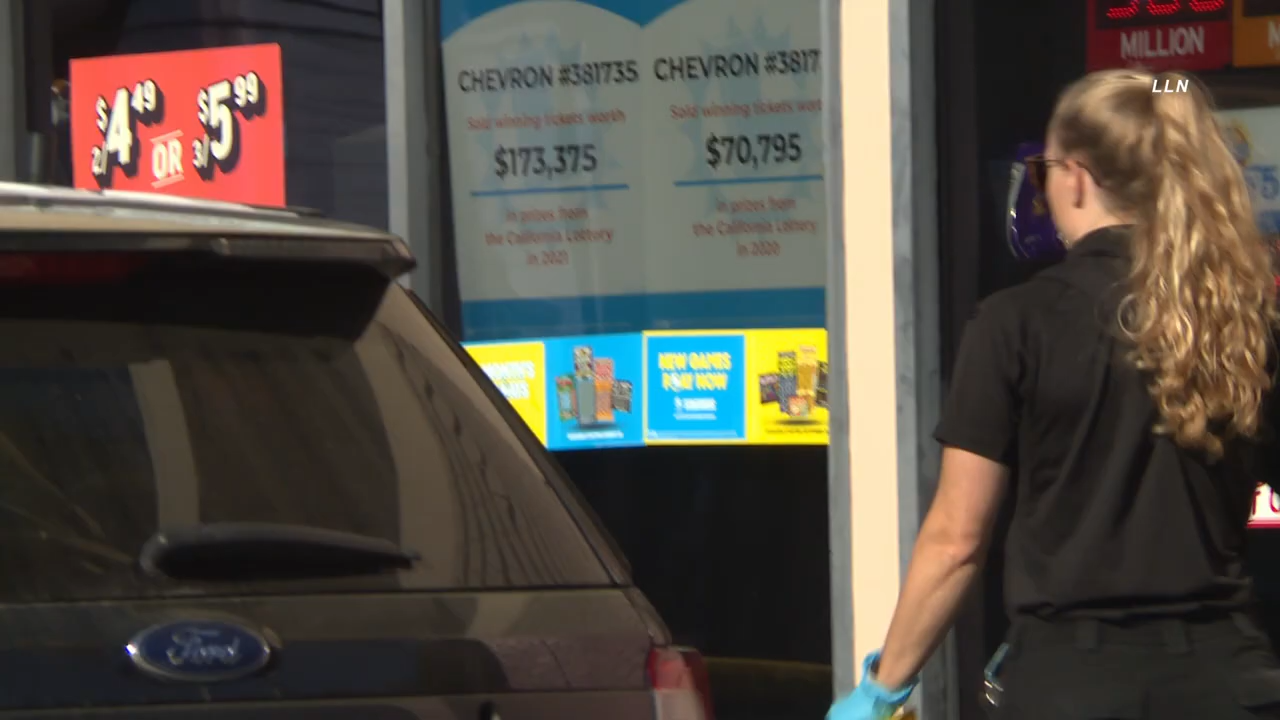 $4 49
2/
OR
$5 99
3/
CHEVRON #381735
Sold winning tickets worth
$173,375
in prizes from
the California Lottery
in 2021
CHEVRON #3817
Sold winning tickets wor
$70,795
in prizes from
the California Lottery
in 2020
NEW GAMES
FOR NOW
MILLION
LLN
Ford